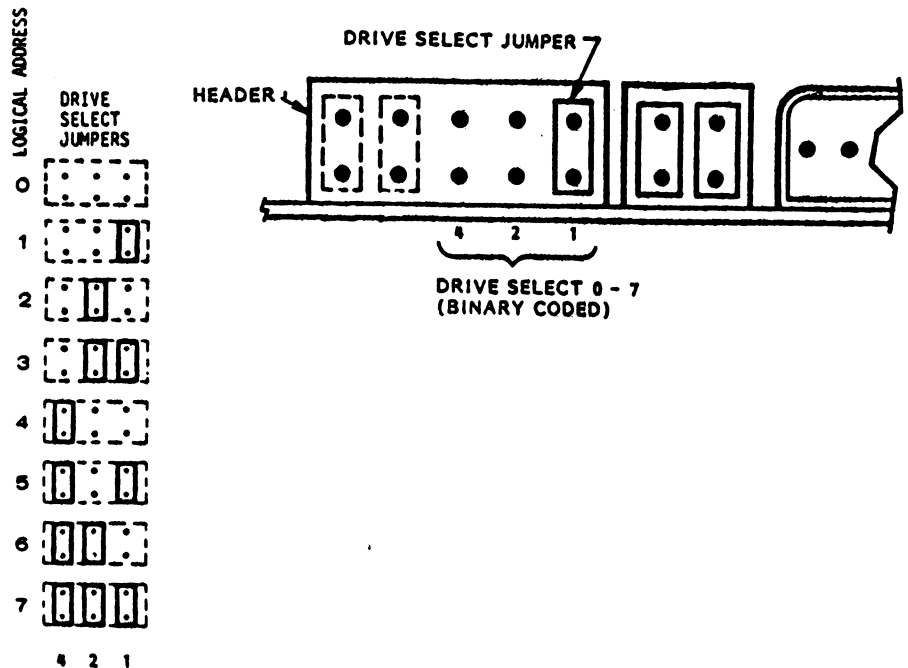 LOGICAL ADDRESS
DRIVE
SELECT
JUMPERS
0
1
2
3
4
5
6
7
4 2 1
DRIVE SELECT JUMPER
HEADER
4 2 1
DRIVE SELECT 0 - 7
(BINARY CODED)